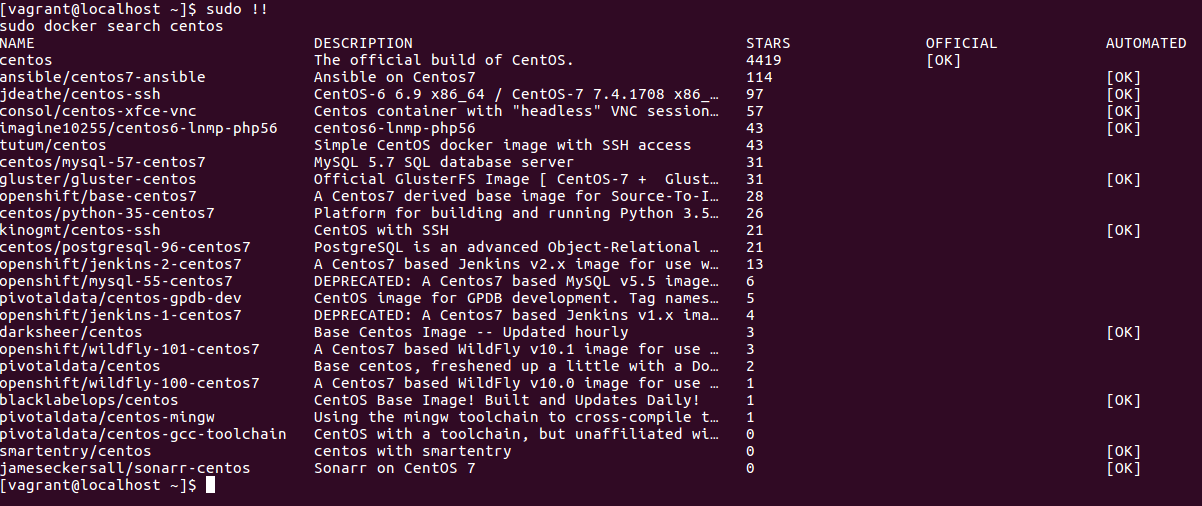 [vagrant@localhost ~]$ sudo !!
sudo docker search centos
NAME DESCRIPTION STARS OFFICIAL AUTOMATED
centos The official build of CentOS. 4419 [OK]
ansible/centos7-ansible Ansible on Centos7 114 [OK]
jdeathe/centos-ssh CentOS-6 6.9 x86_64 / CentOS-7 7.4.1708 x86_… 97 [OK]
consol/centos-xfce-vnc Centos container with "headless" VNC session… 57 [OK]
imagine10255/centos6-lnmp-php56 centos6-lnmp-php56 43 [OK]
tutum/centos Simple CentOS docker image with SSH access 43
centos/mysql-57-centos7 MySQL 5.7 SQL database server 31
gluster/gluster-centos Official GlusterFS Image [ CentOS-7 + Glust… 31 [OK]
openshift/base-centos7 A Centos7 derived base image for Source-To-I… 28
centos/python-35-centos7 Platform for building and running Python 3.5… 26
kinogmt/centos-ssh CentOS with SSH 21 [OK]
centos/postgresql-96-centos7 PostgreSQL is an advanced Object-Relational … 21
openshift/jenkins-2-centos7 A Centos7 based Jenkins v2.x image for use w… 13
openshift/mysql-55-centos7 DEPRECATED: A Centos7 based MySQL v5.5 image… 6
pivotaldata/centos-gpdb-dev CentOS image for GPDB development. Tag names… 5
openshift/jenkins-1-centos7 DEPRECATED: A Centos7 based Jenkins v1.x ima… 4
darksheer/centos Base Centos Image -- Updated hourly 3 [OK]
openshift/wildfly-101-centos7 A Centos7 based WildFly v10.1 image for use … 3
pivotaldata/centos Base centos, freshened up a little with a Do… 2
openshift/wildfly-100-centos7 A Centos7 based WildFly v10.0 image for use … 1
blacklabelops/centos CentOS Base Image! Built and Updates Daily! 1 [OK]
pivotaldata/centos-mingw Using the mingw toolchain to cross-compile t… 1
pivotaldata/centos-gcc-toolchain CentOS with a toolchain, but unaffiliated wi… 0
smartentry/centos centos with smartentry 0 [OK]
jameseckersall/sonarr-centos Sonarr on CentOS 7 0 [OK]
[vagrant@localhost ~]$